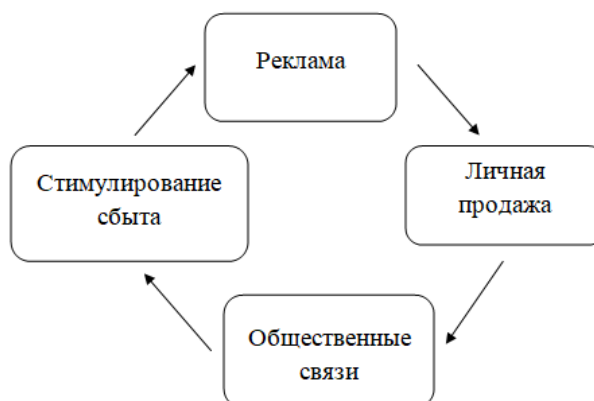 Реклама
Личная
продажа
Общественные
связи
Стимулирование
сбыта